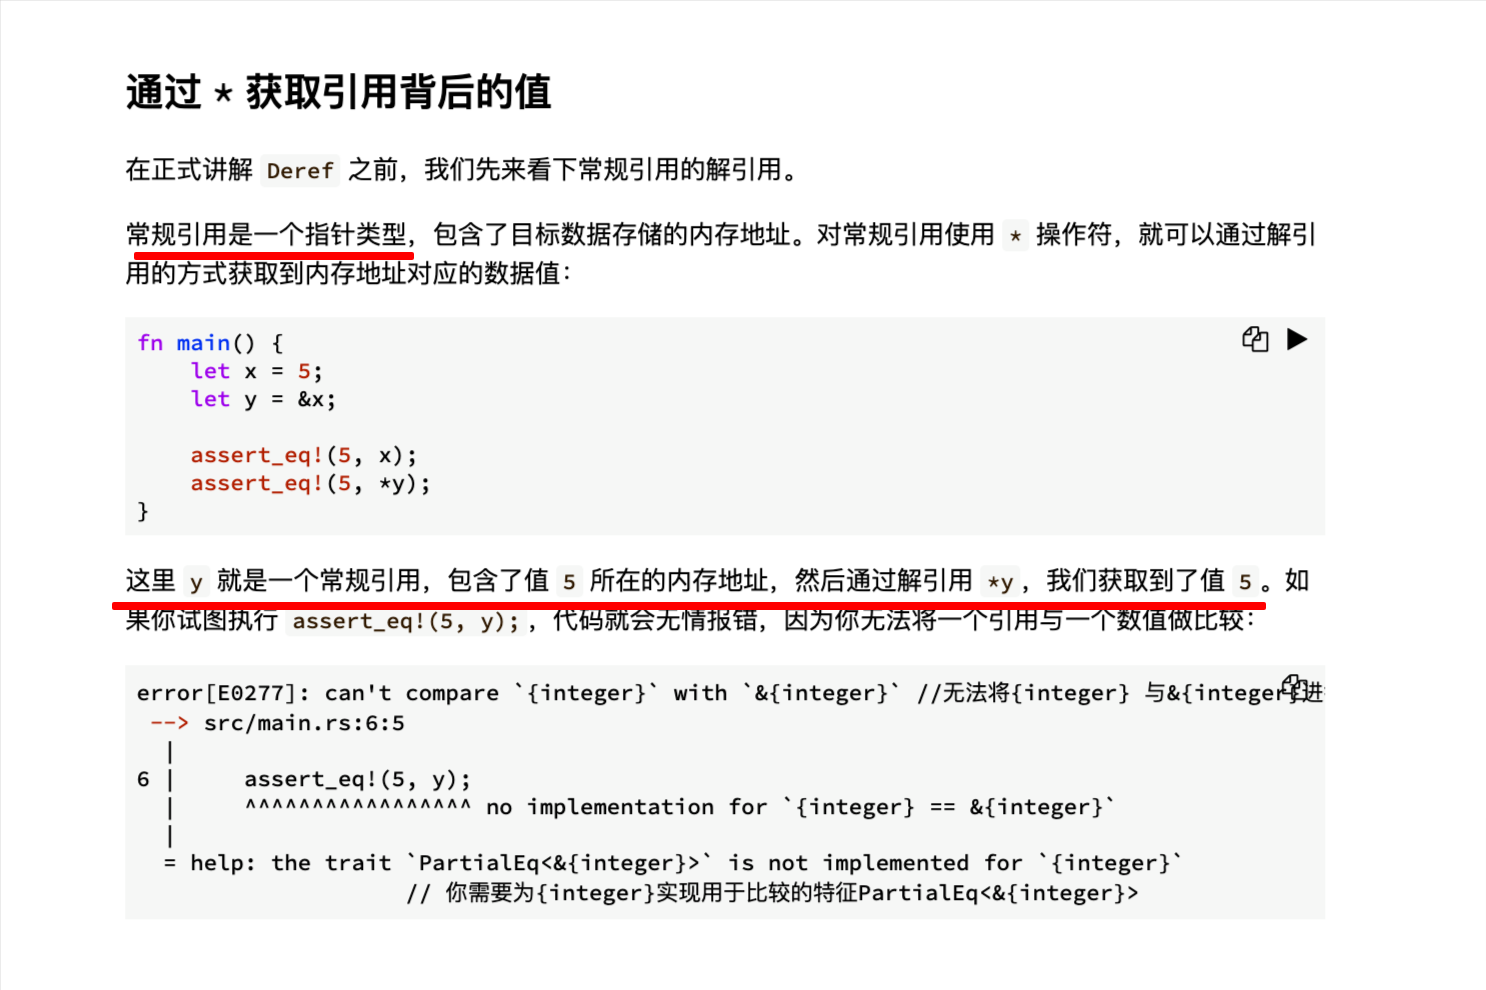 通过 * 获取引用背后的值
在正式讲解 Deref 之前，我们先来看下常规引用的解引用。
常规引用是一个指针类型，包含了目标数据存储的内存地址。对常规引用使用 * 操作符，就可以通过解引
用的方式获取到内存地址对应的数据值：
fn main() {
    let x = 5;
    let y = &x;

    assert_eq!(5, x);
    assert_eq!(5, *y);
}
这里 y 就是一个常规引用，包含了值 5 所在的内存地址，然后通过解引用 *y，我们获取到了值 5。如
果你试图执行 assert_eq!(5, y);，代码就会无情报错，因为你无法将一个引用与一个数值做比较：
error[E0277]: can't compare `{integer}` with `&{integer}` //无法将{integer} 与&{integer}进
 --> src/main.rs:6:5
  |
6 |     assert_eq!(5, y);
  |     ^^^^^^^^^^^^^^^^^ no implementation for `{integer} == &{integer}`
  |
  = help: the trait `PartialEq<&{integer}>` is not implemented for `{integer}`
                    // 你需要为{integer}实现用于比较的特征PartialEq<&{integer}>